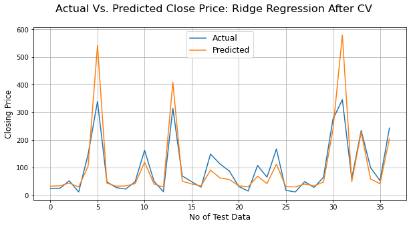 Actual Vs. Predicted Close Price: Ridge Regression After CV
Actual
Predicted
Closing Price
600
500
400
300
200
100
0
0 5 10 15 20 25 30 35
No of Test Data